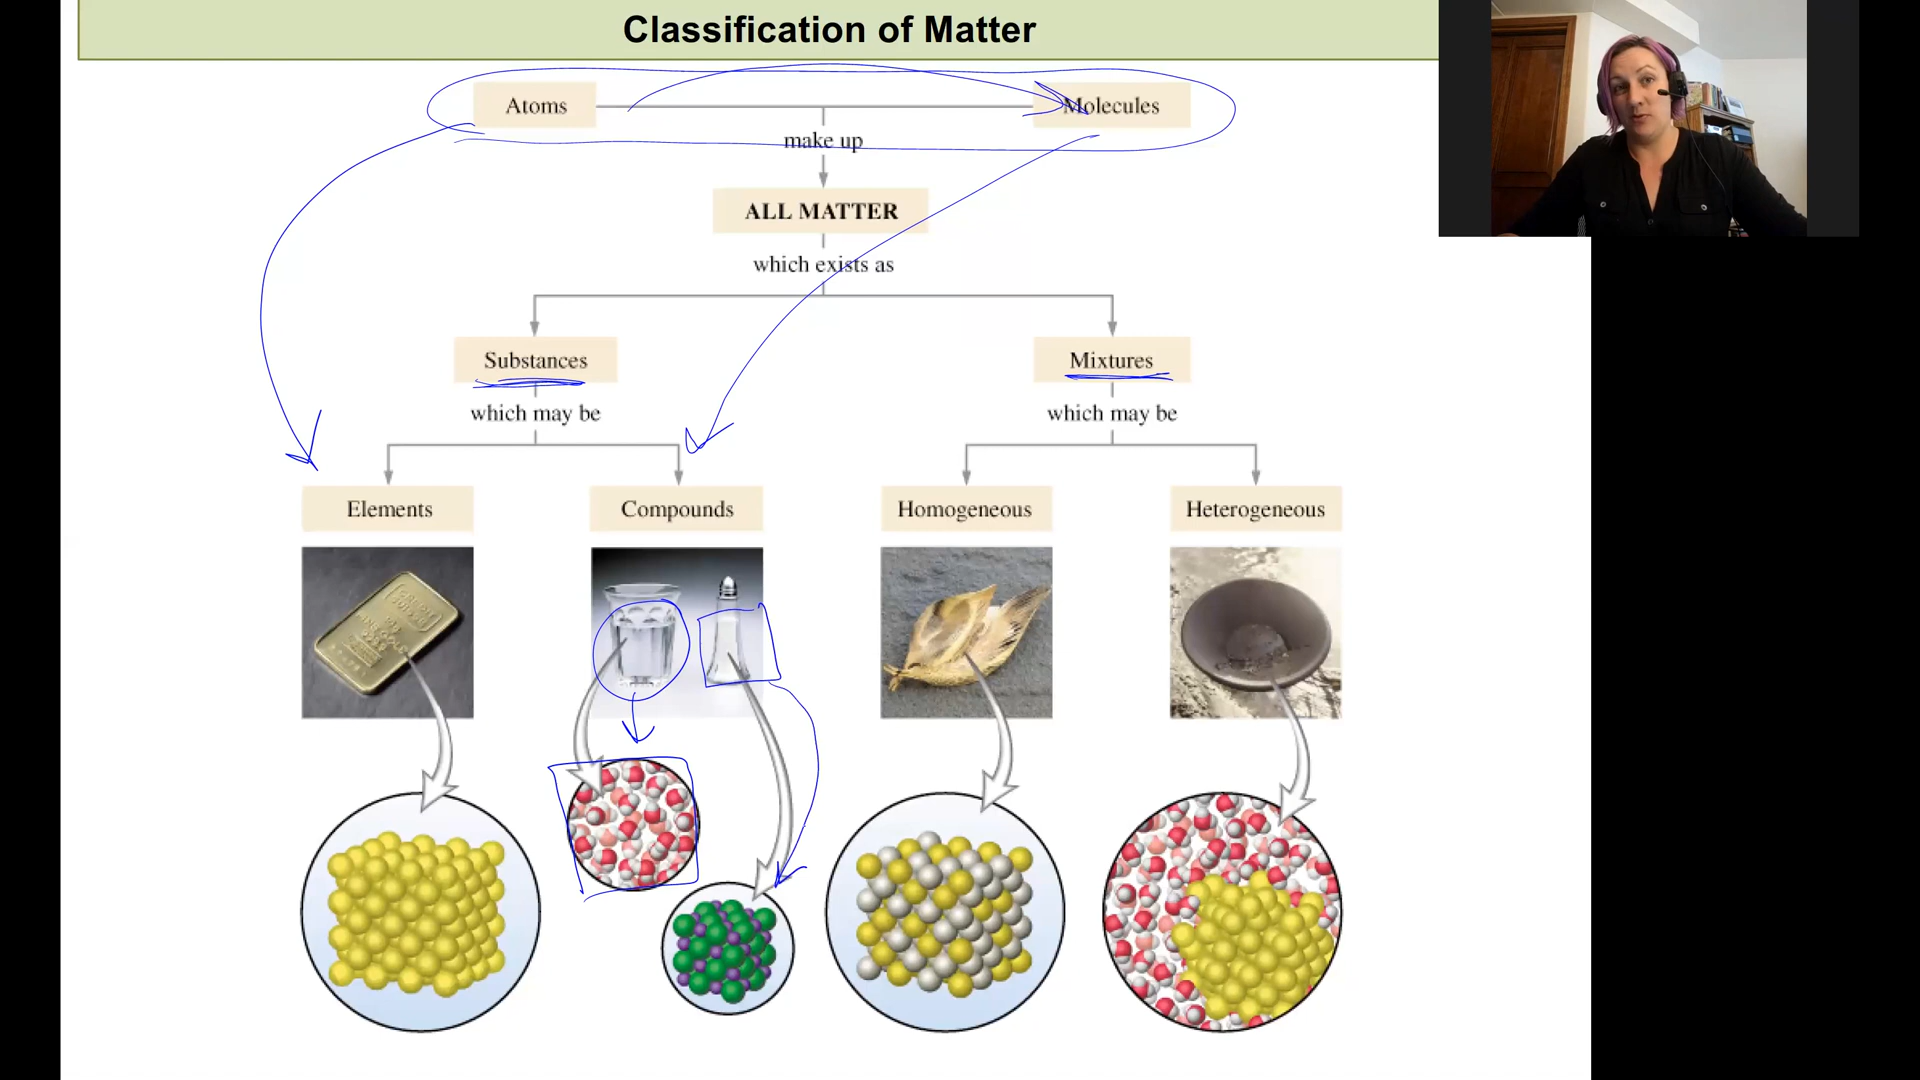 Classification of Matter
Atoms
Molecules
make up
ALL MATTER
which exists as
Substances
Mixtures
which may be
which may be
Elements
Compounds
Homogeneous
Heterogeneous